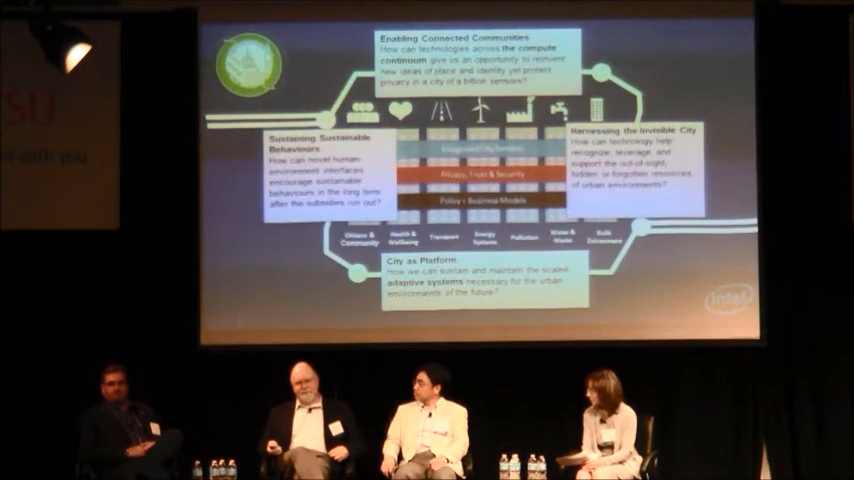 TSU
with you
Enabling Connected Communities
How can technologies across the compute
continuum give us an opportunity to reinvent
new ideas of place and identity yet protect
privacy in a city of a billion sensors?
Sustaining Sustainable
Behaviours
How can novel human
environment interfaces
encourage sustainable
behaviours in the long term
after the subsidies run out?
Harnessing the Invisible City
How can technology help
recognize, leverage, and
support the out-of-sight,
hidden or forgotten resources
of urban environments?
Integrated City Services
Privacy, Trust & Security
Policy + Business Models
Citizens &
Community
Health &
Wellbeing
Transport
Energy
Systems
Pollution
Water &
Waste
Built
Environment
City as Platform
How we can sustain and maintain the scaled
adaptive systems necessary for the urban
environments of the future?
intel